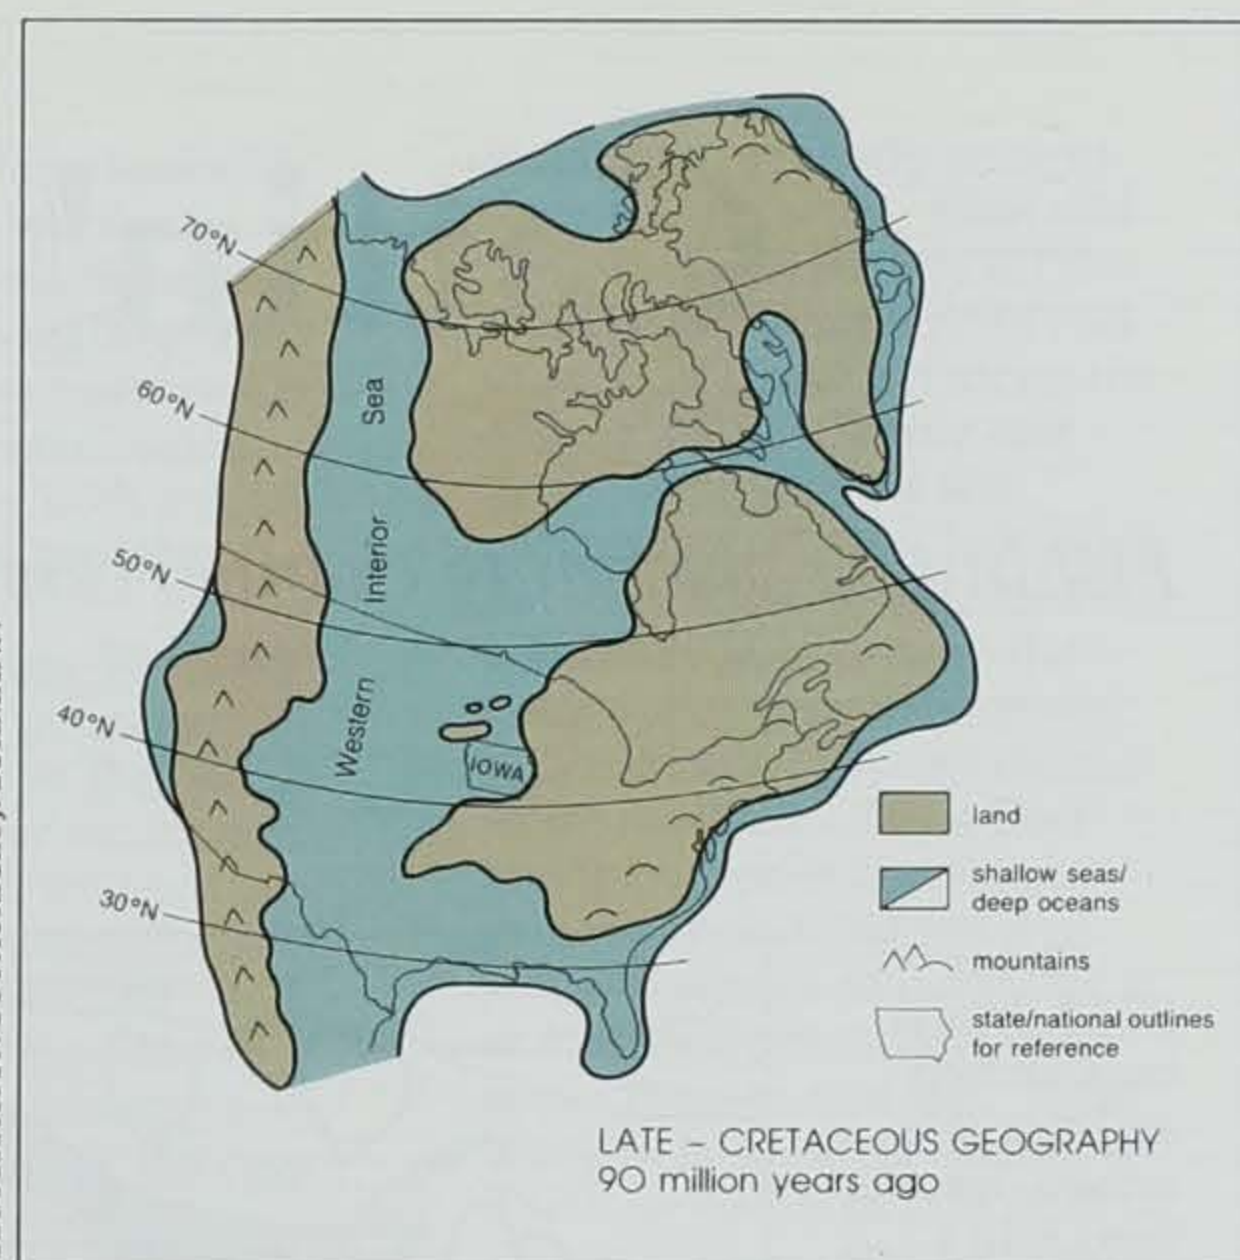 70°N
60°N
50°N
40°N
30°N
Western Interior Sea
IOWA
land
shallow seas/
deep oceans
mountains
state/national outlines
for reference
LATE – CRETACEOUS GEOGRAPHY
90 million years ago